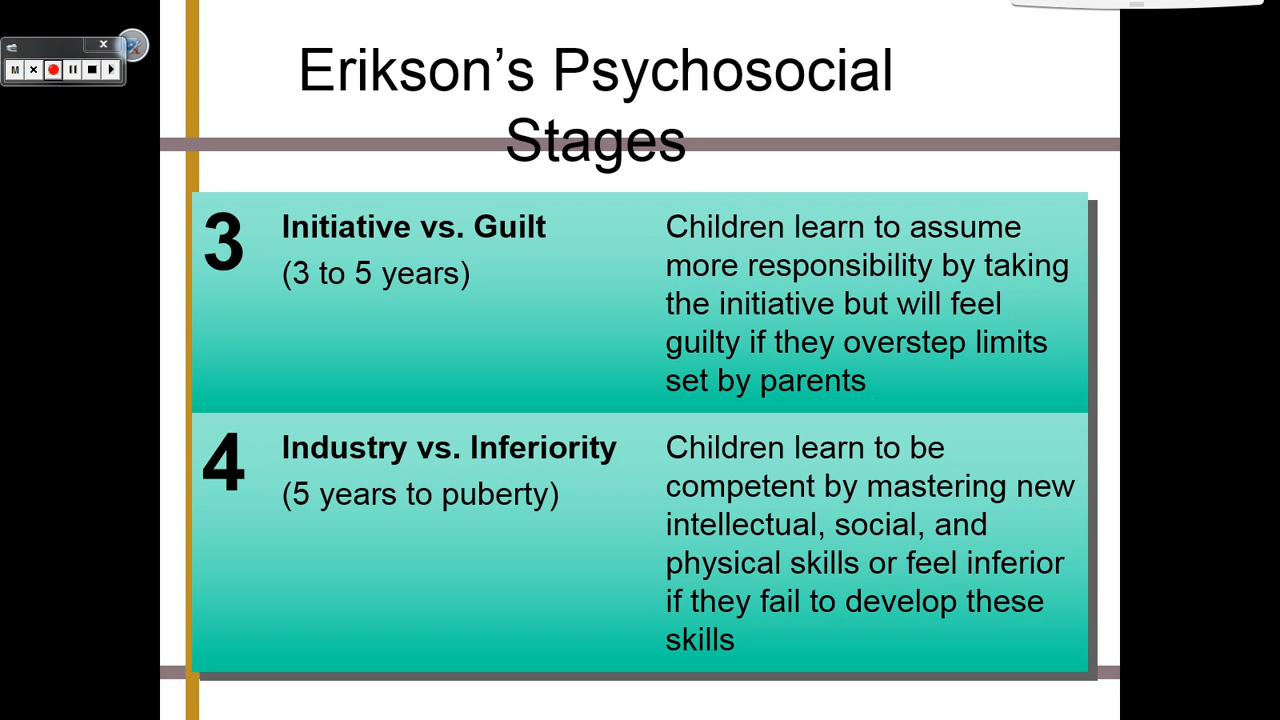 Erikson’s Psychosocial
Stages
3
Initiative vs. Guilt
(3 to 5 years)
Children learn to assume
more responsibility by taking
the initiative but will feel
guilty if they overstep limits
set by parents
4
Industry vs. Inferiority
(5 years to puberty)
Children learn to be
competent by mastering new
intellectual, social, and
physical skills or feel inferior
if they fail to develop these
skills
M